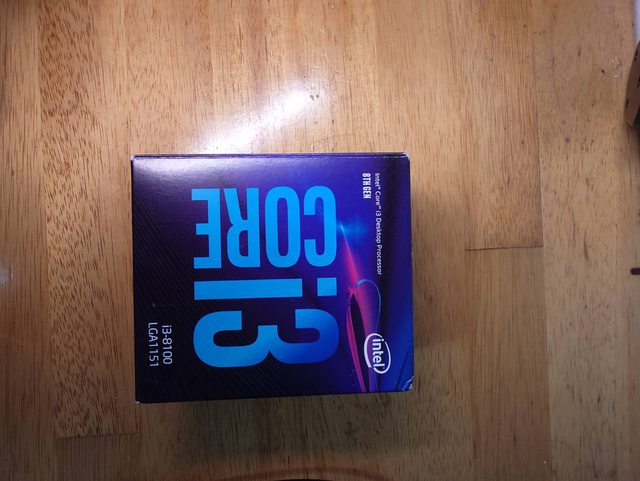 Intel® Core™ i3 Desktop Processor
8TH GEN
intel
CORE
i3
i3-8100
LGA1151